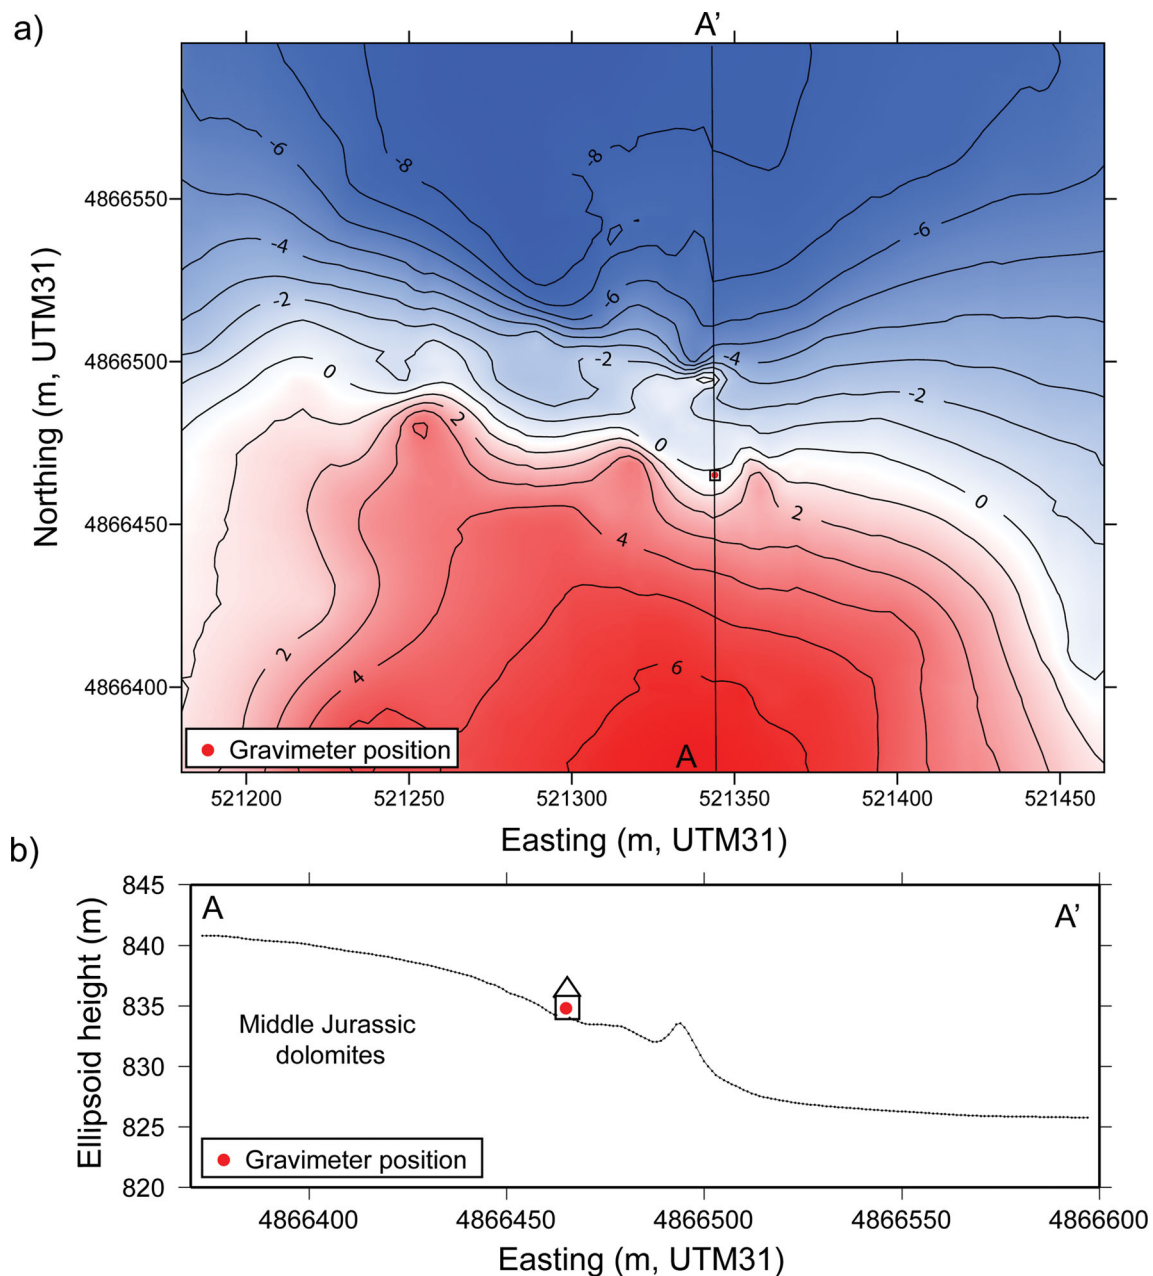 a)
A’
-6
-8
-8
4866550
-6
-4
-2
-6
4866500
-2
-4
0
-2
2
0
0
2
4866450
4
2
6
4
4866400
Gravimeter position
A
521200
521250
521300
521350
521400
521450
Northing (m, UTM31)
Easting (m, UTM31)
b)
845
A
A’
840
835
Middle Jurassic
dolomites
830
825
Gravimeter position
820
Ellipsoid height (m)
4866400
4866450
4866500
4866550
4866600
Easting (m, UTM31)